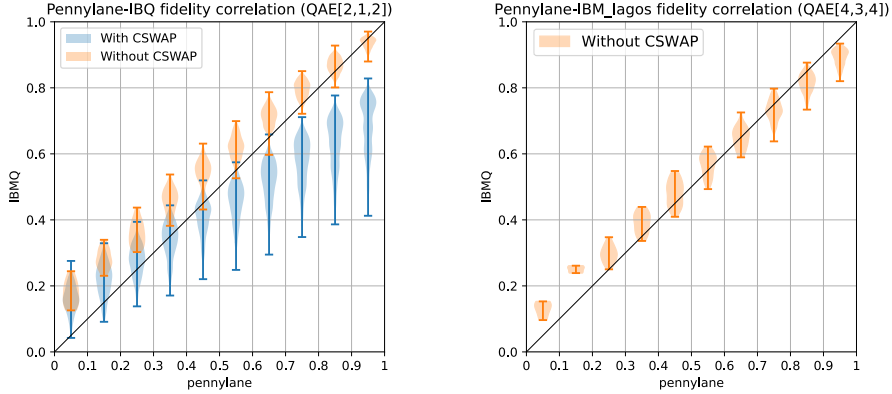 Pennylane-IBQ fidelity correlation (QAE[2,1,2])
With CSWAP
Without CSWAP
IBMQ
1.0
0.8
0.6
0.4
0.2
0.0
0 0.1 0.2 0.3 0.4 0.5 0.6 0.7 0.8 0.9 1
pennylane
Pennylane-IBM_lagos fidelity correlation (QAE[4,3,4])
Without CSWAP
IBMQ
1.0
0.8
0.6
0.4
0.2
0.0
0 0.1 0.2 0.3 0.4 0.5 0.6 0.7 0.8 0.9 1
pennylane